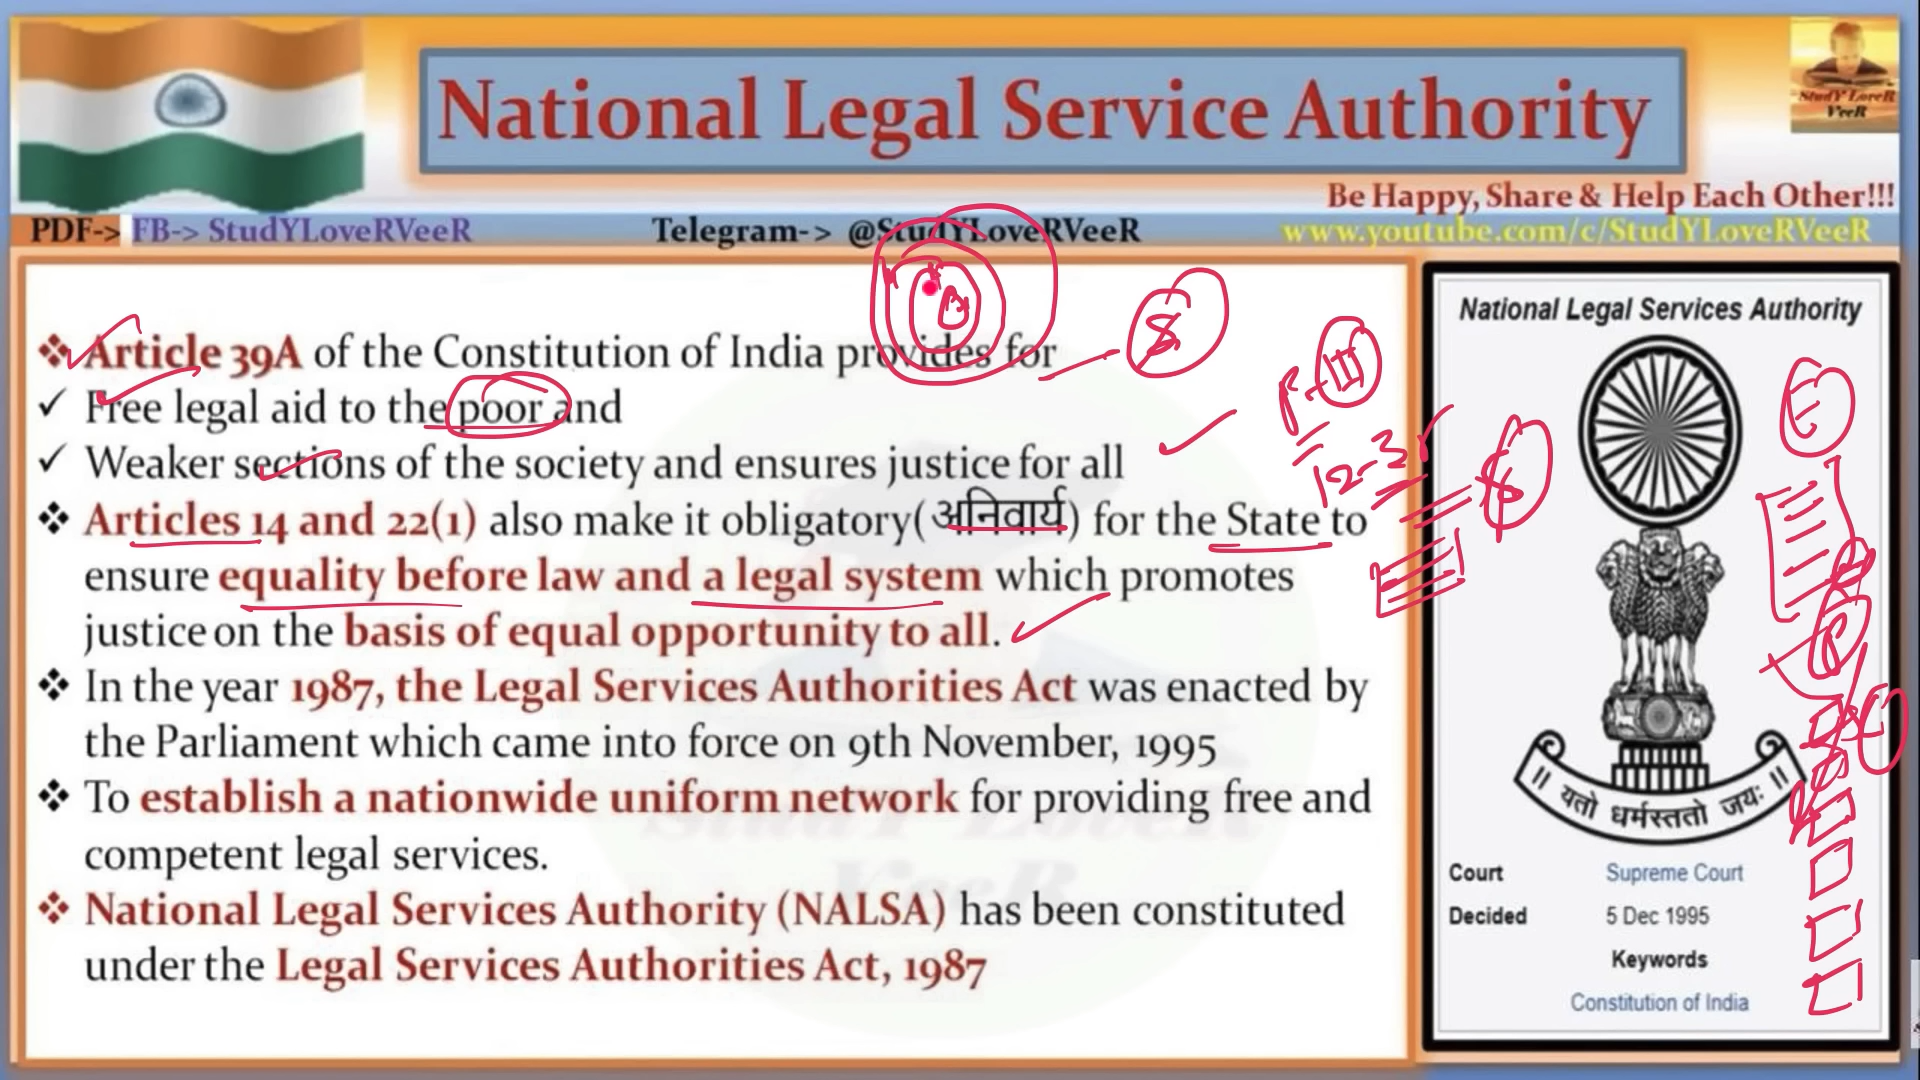 National Legal Service Authority
StudY LoveR
VeeR
Be Happy, Share & Help Each Other!!!
PDF-> FB-> StudYLoveRVeeR Telegram-> @StudYLoveRVeeR www.youtube.com/c/StudYLoveRVeeR
❖ Article 39A of the Constitution of India provides for
✓ Free legal aid to the poor and
✓ Weaker sections of the society and ensures justice for all
❖ Articles 14 and 22(1) also make it obligatory(अनिवार्य) for the State to
ensure equality before law and a legal system which promotes
justice on the basis of equal opportunity to all.
❖ In the year 1987, the Legal Services Authorities Act was enacted by
the Parliament which came into force on 9th November, 1995
❖ To establish a nationwide uniform network for providing free and
competent legal services.
❖ National Legal Services Authority (NALSA) has been constituted
under the Legal Services Authorities Act, 1987
P-III
12-35
National Legal Services Authority
॥ यतो धर्मस्ततो जयः ॥
Court Supreme Court
Decided 5 Dec 1995
Keywords
Constitution of India